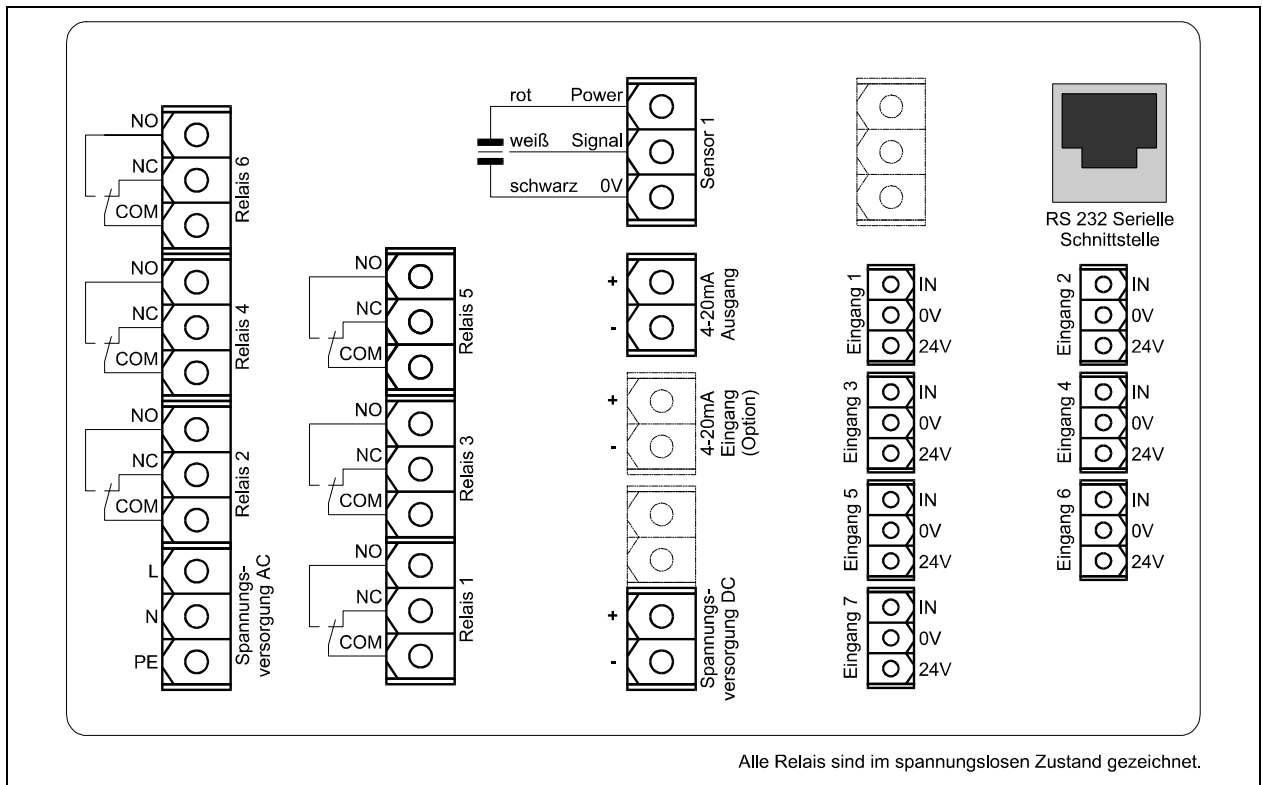 NO
NC
COM
Relais 6
NO
NC
COM
Relais 4
NO
NC
COM
Relais 2
L
N
PE
Spannungs-
versorgung AC
NO
NC
COM
Relais 5
NO
NC
COM
Relais 3
NO
NC
COM
Relais 1
rot Power
weiß Signal
schwarz 0V
Sensor 1
+
-
4-20mA
Ausgang
+
-
4-20mA
Eingang
(Option)
+
-
Spannungs-
versorgung DC
RS 232 Serielle
Schnittstelle
Eingang 1
IN
0V
24V
Eingang 2
IN
0V
24V
Eingang 3
IN
0V
24V
Eingang 4
IN
0V
24V
Eingang 5
IN
0V
24V
Eingang 6
IN
0V
24V
Eingang 7
IN
0V
24V
Alle Relais sind im spannungslosen Zustand gezeichnet.